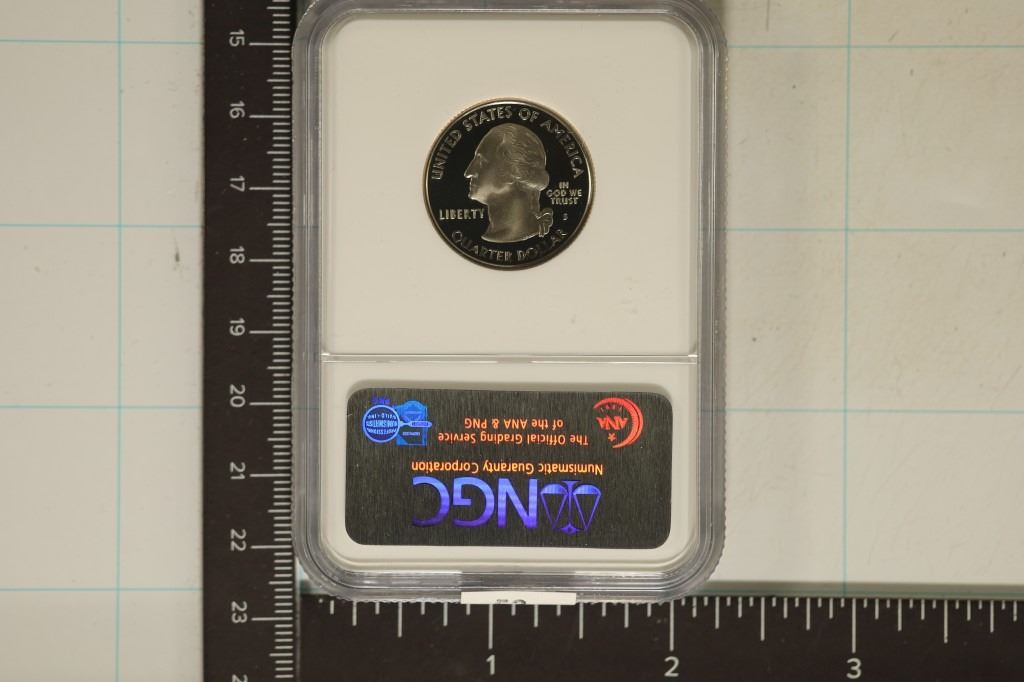 15
16
17
18
19
20
21
22
23
UNITED STATES OF AMERICA
IN
GOD WE
TRUST
LIBERTY
S
QUARTER DOLLAR
NGC
Numismatic Guaranty Corporation
The Official Grading Service
of the ANA & PNG
ANA
PNG
1
2
3